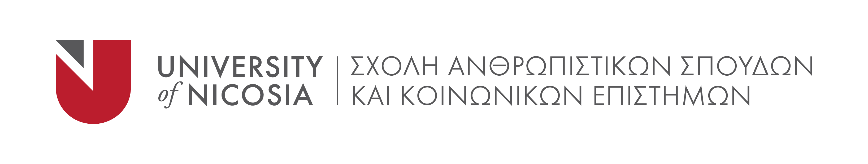 UNIVERSITY
of NICOSIA
ΣΧΟΛΗ ΑΝΘΡΩΠΙΣΤΙΚΩΝ ΣΠΟΥΔΩΝ
ΚΑΙ ΚΟΙΝΩΝΙΚΩΝ ΕΠΙΣΤΗΜΩΝ